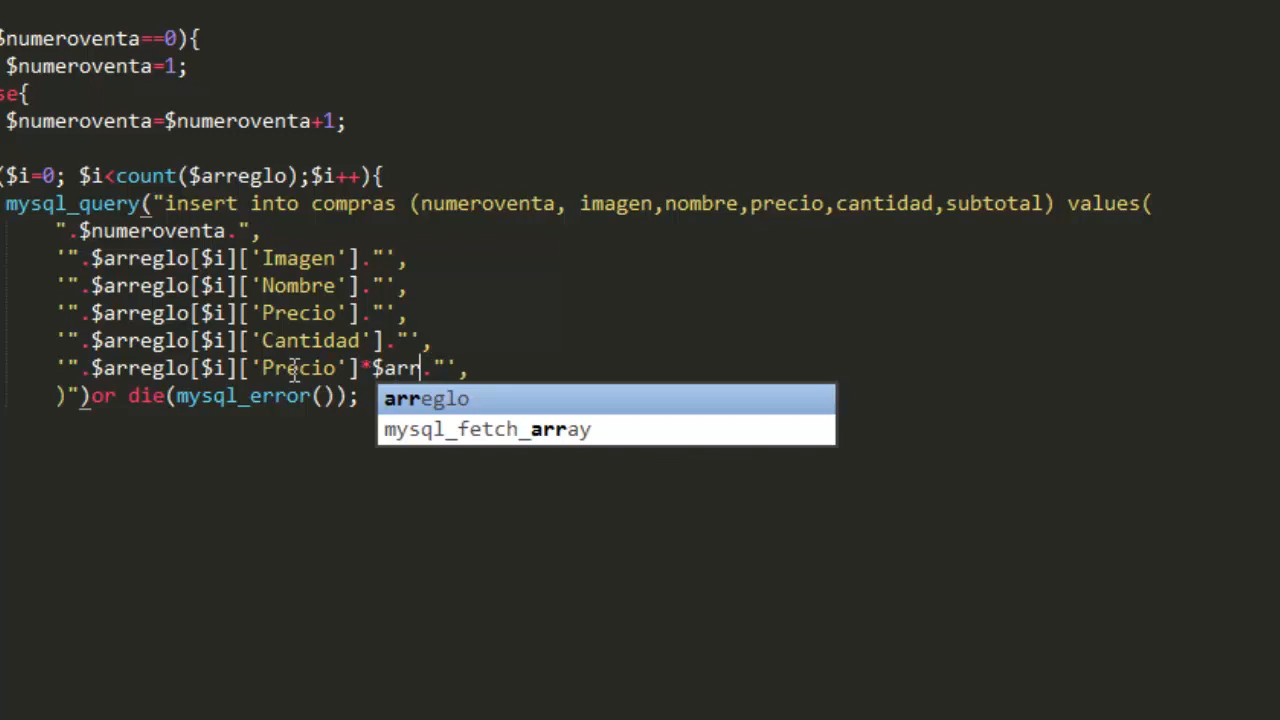 $numeroventa==0){
$numeroventa=1;
se{
$numeroventa=$numeroventa+1;
($i=0; $i<count($arreglo);$i++){
mysql_query("insert into compras (numeroventa, imagen,nombre,precio,cantidad,subtotal) values(
".$numeroventa.",
'".$arreglo[$i]['Imagen']."',
'".$arreglo[$i]['Nombre']."',
'".$arreglo[$i]['Precio']."',
'".$arreglo[$i]['Cantidad']."',
'".$arreglo[$i]['Precio']*$arr."',
)")or die(mysql_error());
arreglo
mysql_fetch_array